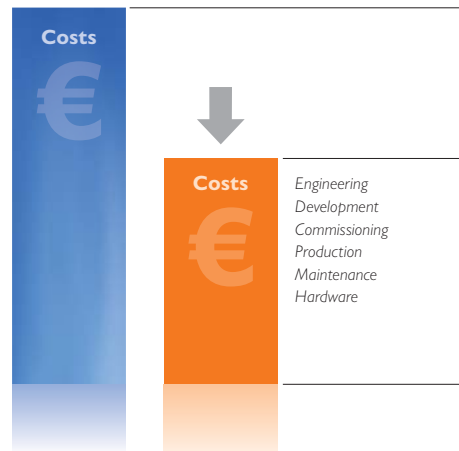 Costs
€
Costs
€
Engineering
Development
Commissioning
Production
Maintenance
Hardware